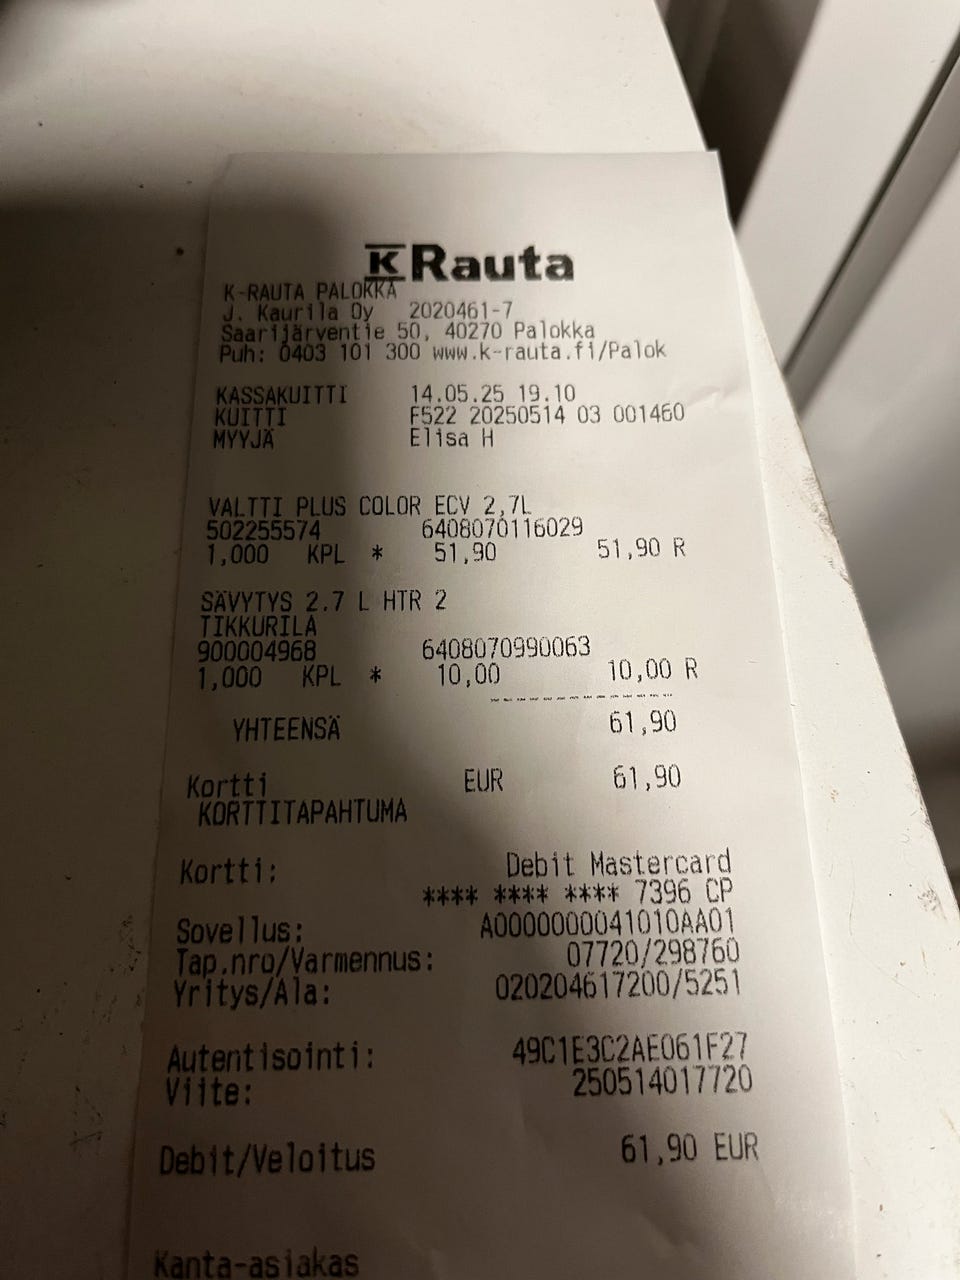 K Rauta
K-RAUTA PALOKKA
J. Kaurila Oy 2020461-7
Saarijärventie 50, 40270 Palokka
Puh: 0403 101 300 www.k-rauta.fi/Palok
KASSAKUITTI 14.05.25 19.10
KUITTI F522 20250514 03 001460
MYYJÄ Elisa H
VALTTI PLUS COLOR ECV 2,7L
502255574 6408070116029
1,000 KPL * 51,90 51,90 R
SÄVYTYS 2.7 L HTR 2
TIKKURILA
900004968 6408070990063
1,000 KPL * 10,00 10,00 R
YHTEENSÄ 61,90
Kortti EUR 61,90
KORTTITAPAHTUMA
Kortti: Debit Mastercard
**** **** **** 7396 CP
Sovellus: A0000000041010AA01
Tap.nro/Varmennus: 07720/298760
Yritys/Ala: 020204617200/5251
Autentisointi: 49C1E3C2AE061F27
Viite: 250514017720
Debit/Veloitus 61,90 EUR
Kanta-asiakas